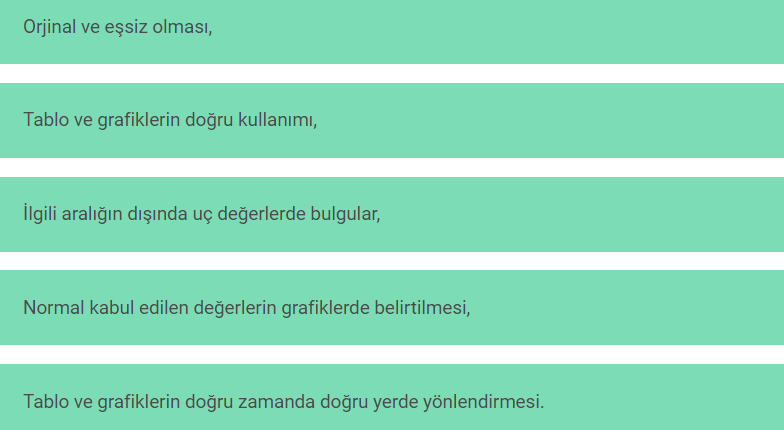 Orjinal ve eşsiz olması,
Tablo ve grafiklerin doğru kullanımı,
İlgili aralığın dışında uç değerlerde bulgular,
Normal kabul edilen değerlerin grafiklerde belirtilmesi,
Tablo ve grafiklerin doğru zamanda doğru yerde yönlendirmesi.